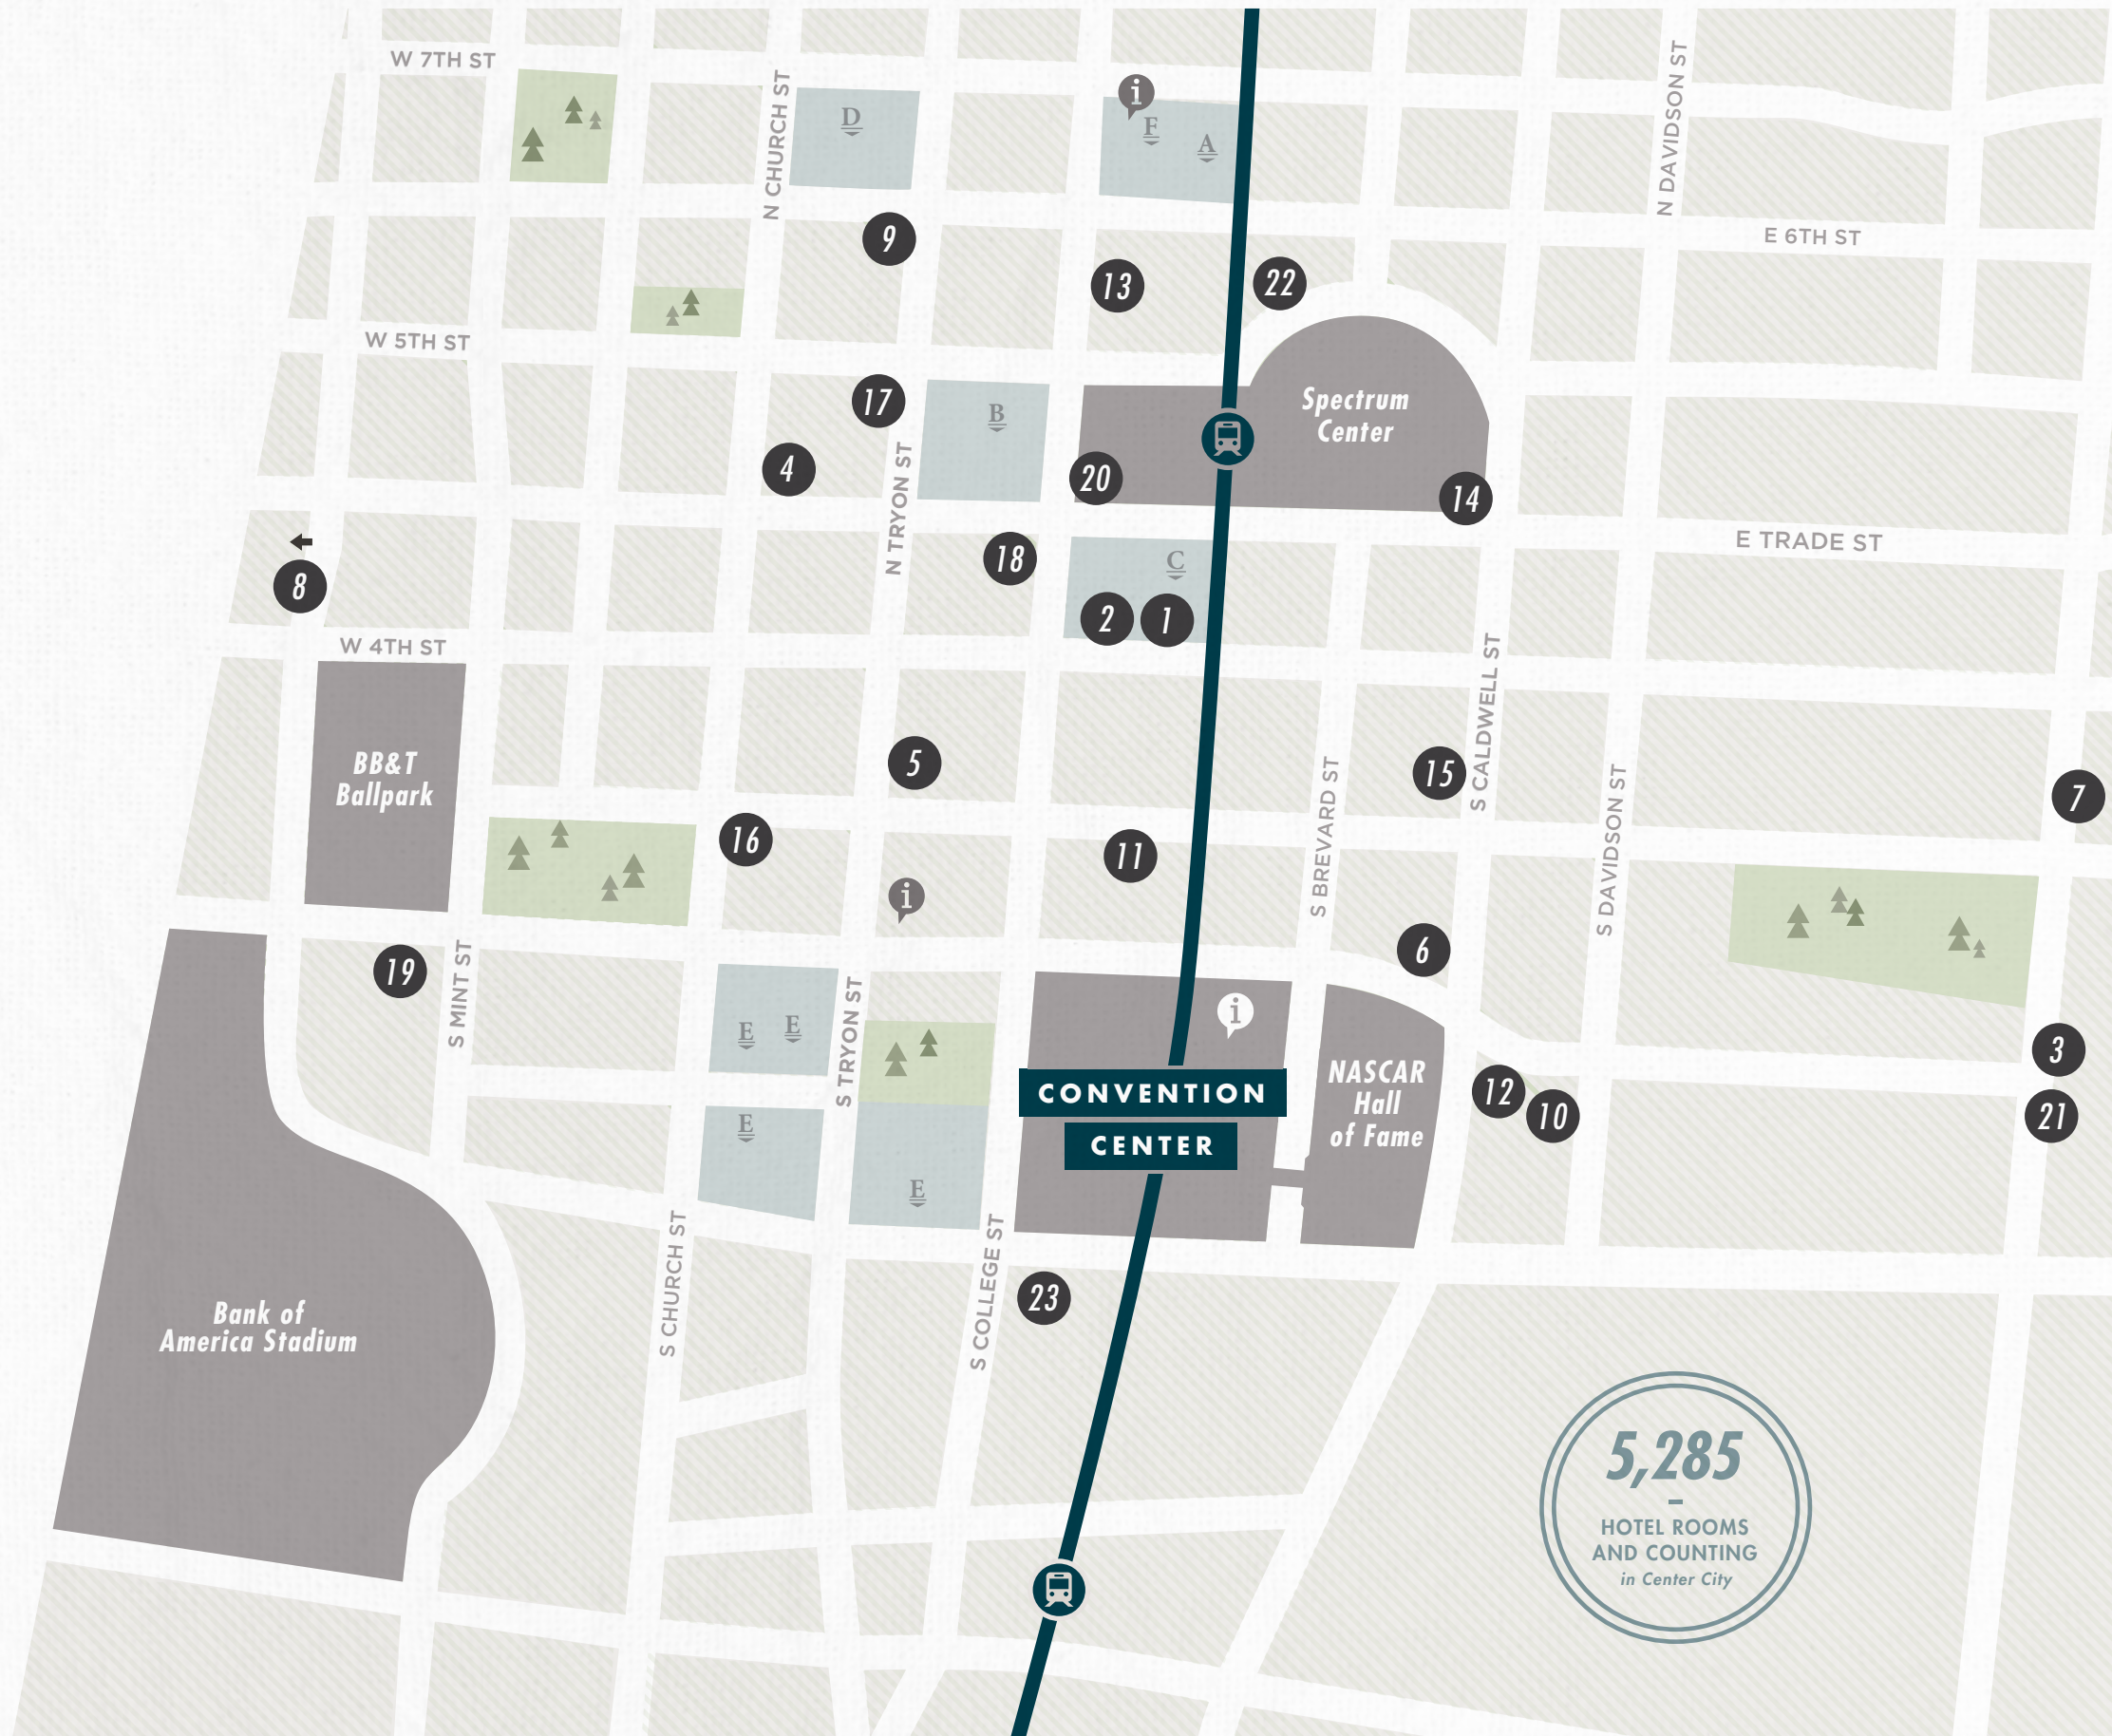 W 7TH ST
N CHURCH ST
D
i
F
A
N DAVIDSON ST
E 6TH ST
9
13
22
W 5TH ST
17
B
Spectrum
Center
4
N TRYON ST
20
14
E TRADE ST
8
18
C
2
1
W 4TH ST
BB&T
Ballpark
5
15
S CALDWELL ST
7
16
11
S BREVARD ST
S DAVIDSON ST
i
6
19
S MINT ST
E
E
S TRYON ST
i
CONVENTION
CENTER
NASCAR
Hall
of Fame
12
10
3
21
E
E
S CHURCH ST
S COLLEGE ST
23
Bank of
America Stadium
5,285
–
HOTEL ROOMS
AND COUNTING
in Center City